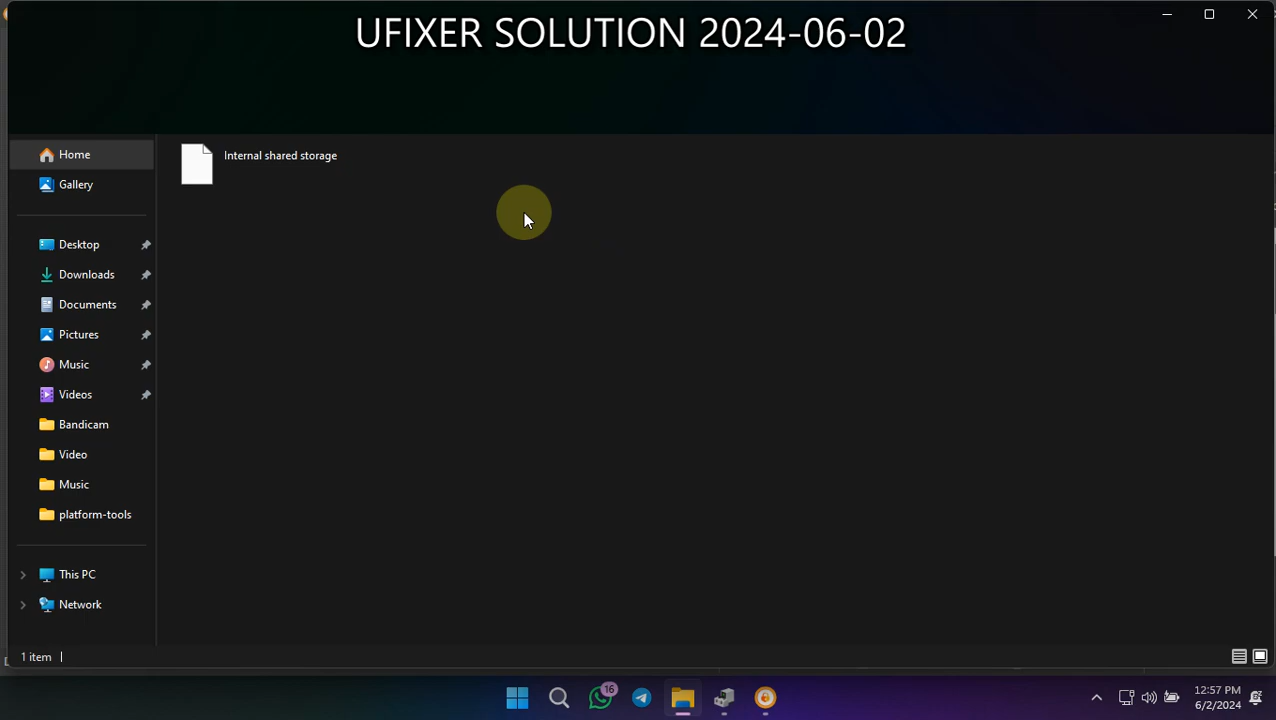 UFIXER SOLUTION 2024-06-02
Home
Internal shared storage
Gallery
Desktop
Downloads
Documents
Pictures
Music
Videos
Bandicam
Video
Music
platform-tools
This PC
Network
1 item
16
12:57 PM
6/2/2024